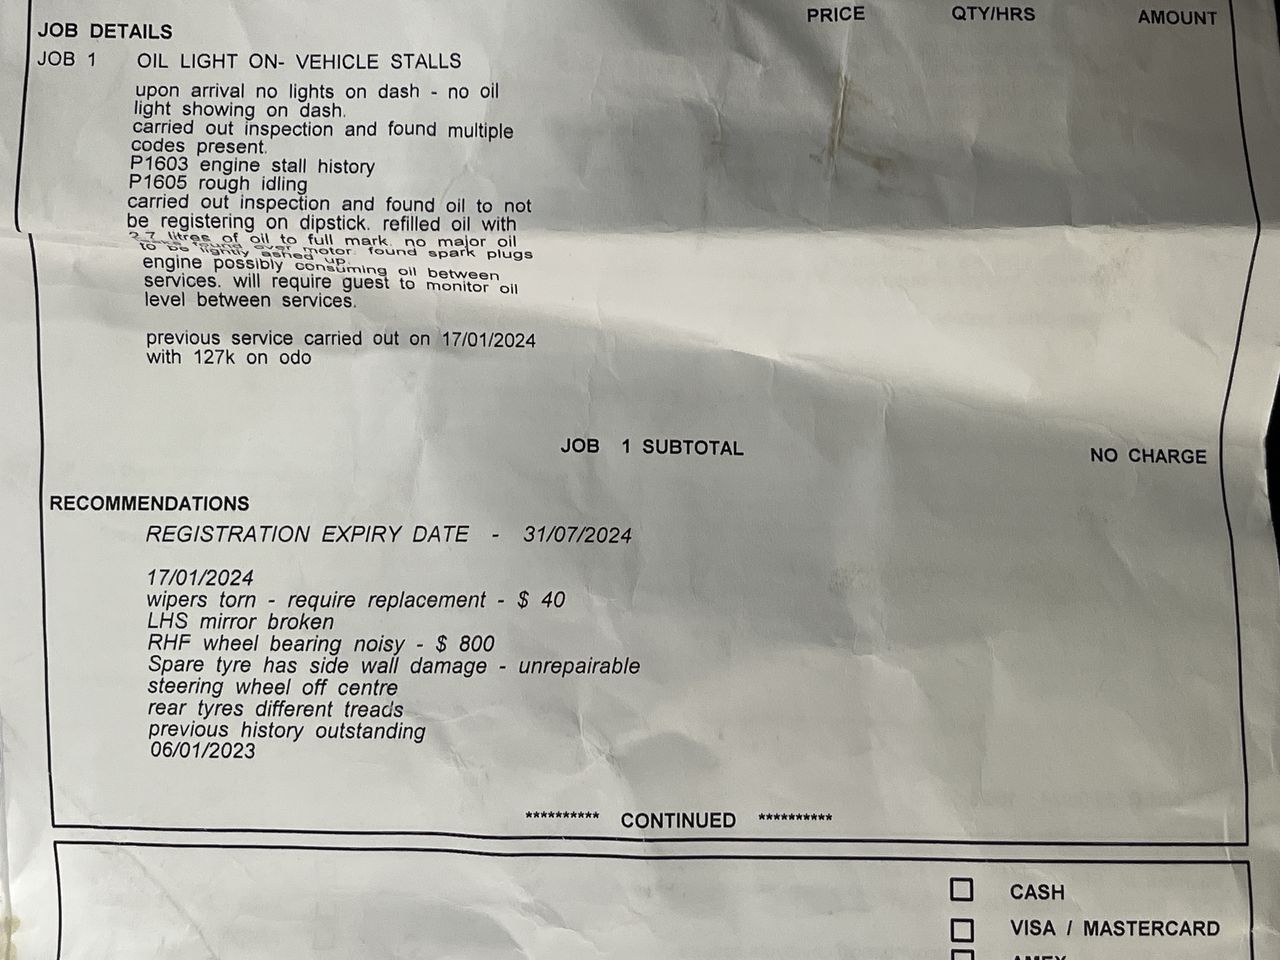 PRICE QTY/HRS AMOUNT
JOB DETAILS
JOB 1 OIL LIGHT ON- VEHICLE STALLS
upon arrival no lights on dash - no oil
light showing on dash.
carried out inspection and found multiple
codes present.
P1603 engine stall history
P1605 rough idling
carried out inspection and found oil to not
be registering on dipstick. refilled oil with
2.7 litres of oil to full mark. no major oil
found over motor. found spark plugs
to be lightly ashed up.
engine possibly consuming oil between
services. will require guest to monitor oil
level between services.
previous service carried out on 17/01/2024
with 127k on odo
JOB 1 SUBTOTAL NO CHARGE
RECOMMENDATIONS
REGISTRATION EXPIRY DATE - 31/07/2024
17/01/2024
wipers torn - require replacement - $ 40
LHS mirror broken
RHF wheel bearing noisy - $ 800
Spare tyre has side wall damage - unrepairable
steering wheel off centre
rear tyres different treads
previous history outstanding
06/01/2023
********** CONTINUED **********
CASH
VISA / MASTERCARD
AMEX